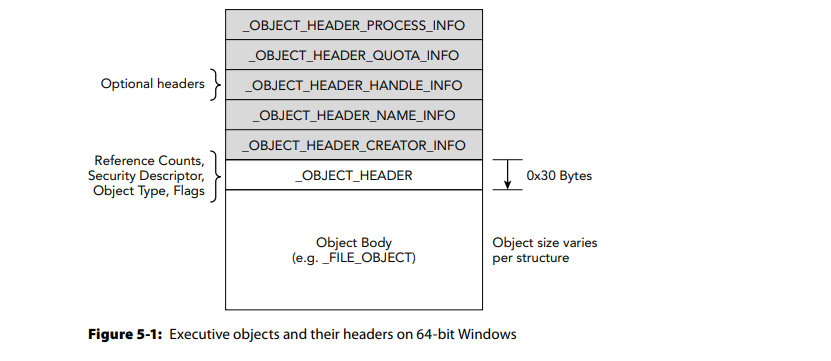 _OBJECT_HEADER_PROCESS_INFO
_OBJECT_HEADER_QUOTA_INFO
Optional headers
_OBJECT_HEADER_HANDLE_INFO
_OBJECT_HEADER_NAME_INFO
_OBJECT_HEADER_CREATOR_INFO
Reference Counts,
Security Descriptor,
Object Type, Flags
_OBJECT_HEADER
0x30 Bytes
Object Body
(e.g. _FILE_OBJECT)
Object size varies
per structure
Figure 5-1: Executive objects and their headers on 64-bit Windows